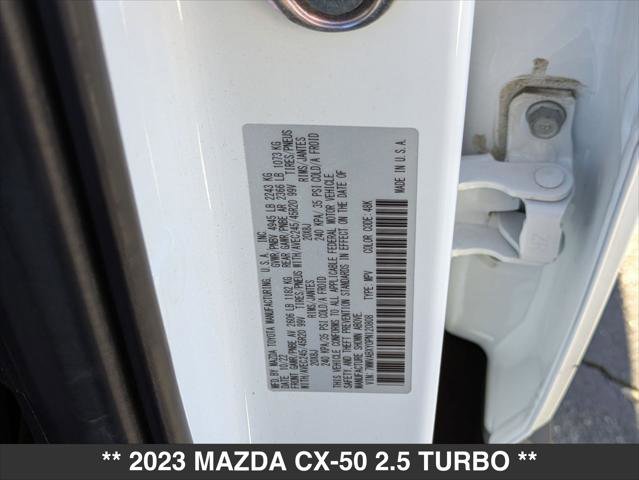 MFD.BY MAZDA TOYOTA MANUFACTURING, U.S.A. INC.
DATE: 10/22 GVWR/PNBV 4945 LB 2243 KG
FRONT GAWR/PNBE AV 2606 LB 1182 KG REAR GAWR/PNBE AR 2366 LB 1073 KG
WITH/AVEC245/45R20 99V TIRES/PNEUS WITH/AVEC245/45R20 99V TIRES/PNEUS
20X8J RIMS/JANTES 20X8J RIMS/JANTES
240 KPA/35 PSI COLD/A FROID 240 KPA/35 PSI COLD/A FROID
THIS VEHICLE CONFORMS TO ALL APPLICABLE FEDERAL MOTOR VEHICLE
SAFETY, BUMPER, AND THEFT PREVENTION STANDARDS IN EFFECT ON THE DATE OF
MANUFACTURE SHOWN ABOVE.
VIN: TYPE: MPV COLOR CODE: 48K
MADE IN U.S.A.
** 2023 MAZDA CX-50 2.5 TURBO **